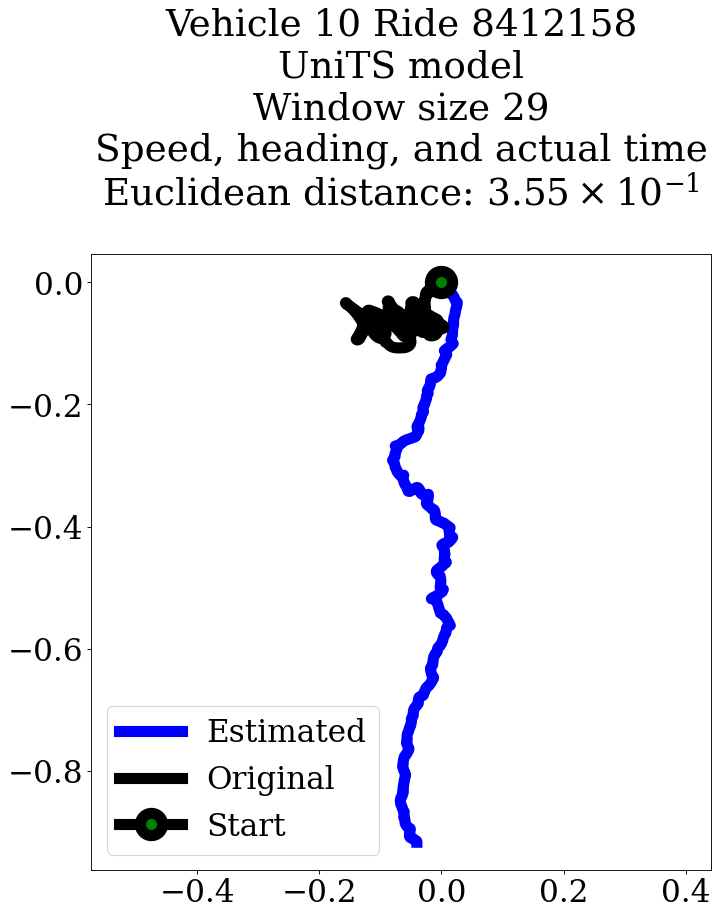 Vehicle 10 Ride 8412158
UniTS model
Window size 29
Speed, heading, and actual time
Euclidean distance: 3.55 × 10⁻¹
0.0
−0.2
−0.4
−0.6
−0.8
Estimated
Original
Start
−0.4 −0.2 0.0 0.2 0.4